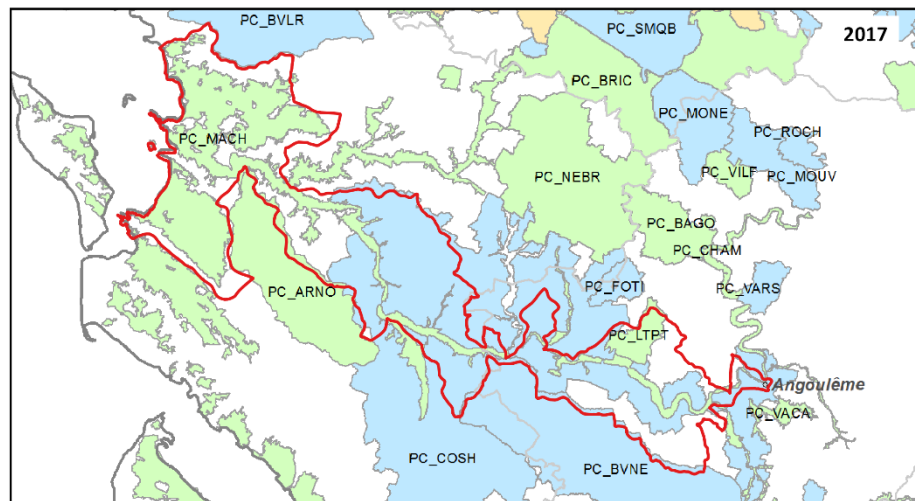 PC_BVLR
PC_SMQB
2017
PC_BRIC
PC_MONE
PC_ROCH
PC_MACH
PC_VILF
PC_MOUV
PC_NEBR
PC_BAGO
PC_CHAM
PC_ARNO
PC_FOTI
PC_VARS
PC_LTPT
Angoulême
PC_VACA
PC_COSH
PC_BVNE